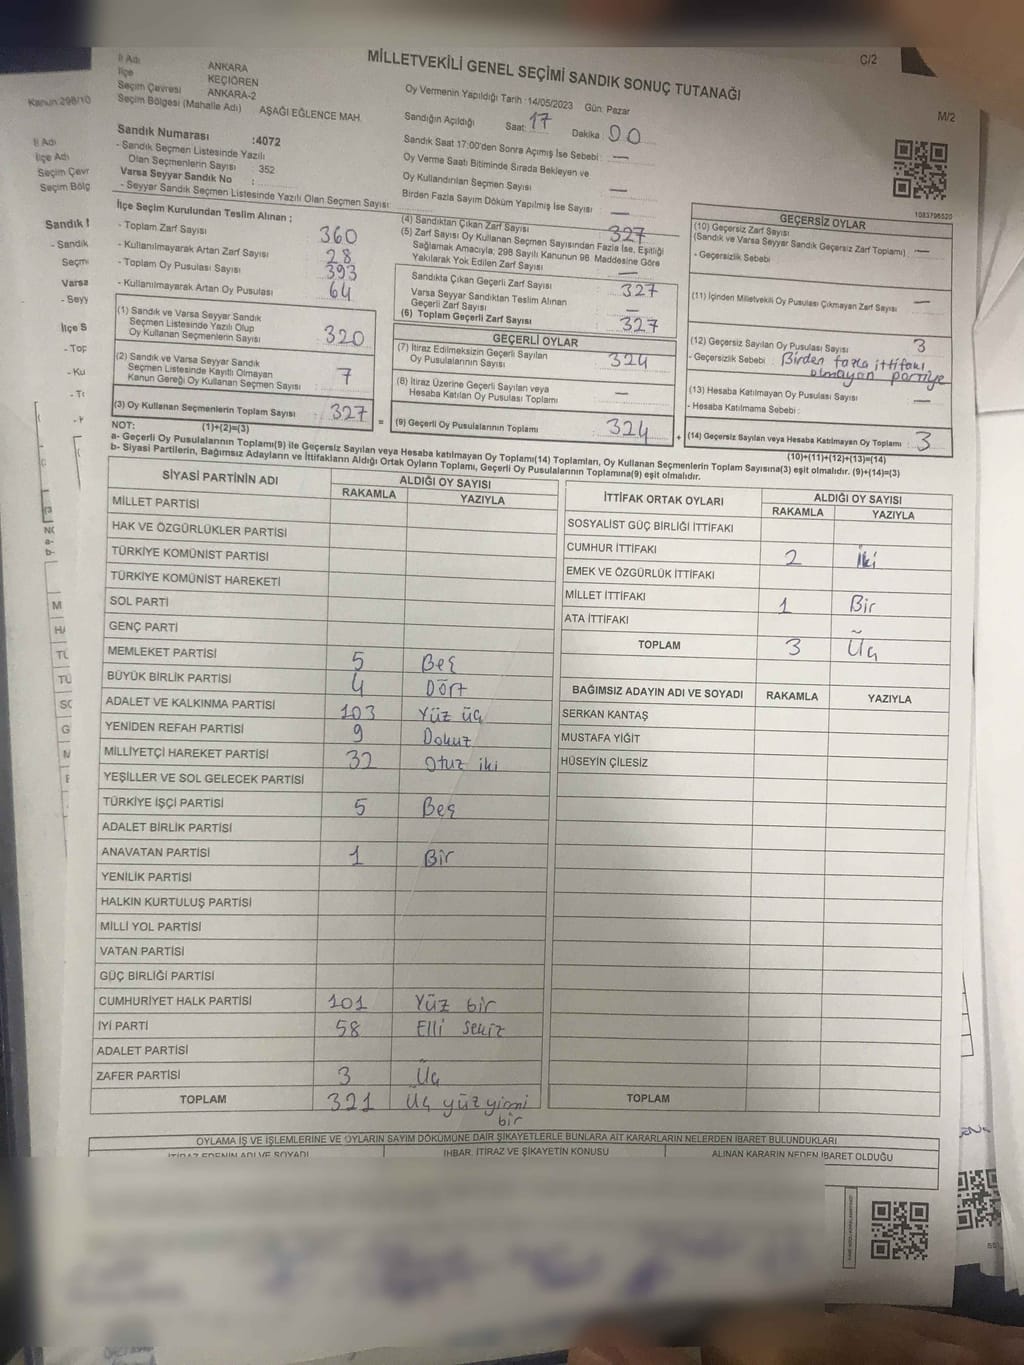 C/2
MİLLETVEKİLİ GENEL SEÇİMİ SANDIK SONUÇ TUTANAĞI
M/2
İl Adı ANKARA
İlçe KEÇİÖREN
Seçim Çevresi ANKARA-2
Seçim Bölgesi (Mahalle Adı) AŞAĞI EĞLENCE MAH.
Sandık Numarası :4072
- Sandık Seçmen Listesinde Yazılı
Olan Seçmenlerin Sayısı : 352
Varsa Seyyar Sandık No :
- Seyyar Sandık Seçmen Listesinde Yazılı Olan Seçmen Sayısı:
Oy Vermenin Yapıldığı Tarih :14/05/2023 Gün: Pazar
Sandığın Açıldığı Saat: 17 Dakika 00
Sandık Saat 17:00'den Sonra Açımış İse Sebebi : —
Oy Verme Saati Bitiminde Sırada Bekleyen ve
Oy Kullandırılan Seçmen Sayısı —
Birden Fazla Sayım Döküm Yapılmış İse Sayısı —
1083796520
İlçe Seçim Kurulundan Teslim Alınan ;
- Toplam Zarf Sayısı 360
- Kullanılmayarak Artan Zarf Sayısı 28
- Toplam Oy Pusulası Sayısı 393
- Kullanılmayarak Artan Oy Pusulası 64
(1) Sandık ve Varsa Seyyar Sandık
Seçmen Listesinde Yazılı Olup
Oy Kullanan Seçmenlerin Sayısı 320
(2) Sandık ve Varsa Seyyar Sandık
Seçmen Listesinde Kayıtlı Olmayan
Kanun Gereği Oy Kullanan Seçmen Sayısı 7
(3) Oy Kullanan Seçmenlerin Toplam Sayısı : 327 =
(4) Sandıktan Çıkan Zarf Sayısı 327
(5) Zarf Sayısı Oy Kullanan Seçmen Sayısından Fazla İse, Eşitliği
Sağlamak Amacıyla, 298 Sayılı Kanunun 98. Maddesine Göre
Yakılarak Yok Edilen Zarf Sayısı —
Sandıkta Çıkan Geçerli Zarf Sayısı : 327
Varsa Seyyar Sandıktan Teslim Alınan
Geçerli Zarf Sayısı —
(6) Toplam Geçerli Zarf Sayısı 327
GEÇERLİ OYLAR
(7) İtiraz Edilmeksizin Geçerli Sayılan
Oy Pusulalarının Sayısı 324
(8) İtiraz Üzerine Geçerli Sayılan veya
Hesaba Katılan Oy Pusulası Toplamı —
(9) Geçerli Oy Pusulalarının Toplamı 324 +
GEÇERSİZ OYLAR
(10) Geçersiz Zarf Sayısı
(Sandık ve Varsa Seyyar Sandık Geçersiz Zarf Toplamı) —
- Geçersizlik Sebebi
(11) İçinden Milletvekili Oy Pusulası Çıkmayan Zarf Sayısı —
(12) Geçersiz Sayılan Oy Pusulası Sayısı 3
- Geçersizlik Sebebi : Birden fazla ittifakı
olmayan partiye
(13) Hesaba Katılmayan Oy Pusulası Sayısı —
- Hesaba Katılmama Sebebi :
(14) Geçersiz Sayılan veya Hesaba Katılmayan Oy Toplamı : 3
NOT: (1)+(2)=(3)
(10)+(11)+(12)+(13)=(14)
a- Geçerli Oy Pusulalarının Toplamı(9) ile Geçersiz Sayılan veya Hesaba katılmayan Oy Toplamı(14) Toplamları, Oy Kullanan Seçmenlerin Toplam Sayısına(3) eşit olmalıdır. (9)+(14)=(3)
b- Siyasi Partilerin, Bağımsız Adayların ve İttifakların Aldığı Ortak Oyların Toplamı, Geçerli Oy Pusulalarının Toplamına(9) eşit olmalıdır.
SİYASİ PARTİNİN ADI ALDIĞI OY SAYISI
RAKAMLA YAZIYLA
MİLLET PARTİSİ
HAK VE ÖZGÜRLÜKLER PARTİSİ
TÜRKİYE KOMÜNİST PARTİSİ
TÜRKİYE KOMÜNİST HAREKETİ
SOL PARTİ
GENÇ PARTİ
MEMLEKET PARTİSİ 5 Beş
BÜYÜK BİRLİK PARTİSİ 4 Dört
ADALET VE KALKINMA PARTİSİ 103 Yüz üç
YENİDEN REFAH PARTİSİ 9 Dokuz
MİLLİYETÇİ HAREKET PARTİSİ 32 Otuz iki
YEŞİLLER VE SOL GELECEK PARTİSİ
TÜRKİYE İŞÇİ PARTİSİ 5 Beş
ADALET BİRLİK PARTİSİ
ANAVATAN PARTİSİ 1 Bir
YENİLİK PARTİSİ
HALKIN KURTULUŞ PARTİSİ
MİLLİ YOL PARTİSİ
VATAN PARTİSİ
GÜÇ BİRLİĞİ PARTİSİ
CUMHURİYET HALK PARTİSİ 101 Yüz bir
İYİ PARTİ 58 Elli sekiz
ADALET PARTİSİ
ZAFER PARTİSİ 3 Üç
TOPLAM 321 Üç yüz yirmi
bir
İTTİFAK ORTAK OYLARI ALDIĞI OY SAYISI
RAKAMLA YAZIYLA
SOSYALİST GÜÇ BİRLİĞİ İTTİFAKI
CUMHUR İTTİFAKI 2 İki
EMEK VE ÖZGÜRLÜK İTTİFAKI
MİLLET İTTİFAKI 1 Bir
ATA İTTİFAKI
TOPLAM 3 Üç
BAĞIMSIZ ADAYIN ADI VE SOYADI RAKAMLA YAZIYLA
SERKAN KANTAŞ
MUSTAFA YİĞİT
HÜSEYİN ÇİLESİZ
TOPLAM
OYLAMA İŞ VE İŞLEMLERİNE VE OYLARIN SAYIM DÖKÜMÜNE DAİR ŞİKAYETLERLE BUNLARA AİT KARARLARIN NELERDEN İBARET BULUNDUKLARI
İTİRAZ EDENİN ADI VE SOYADI İHBAR, İTİRAZ VE ŞİKAYETİN KONUSU ALINAN KARARIN NEDEN İBARET OLDUĞU
Kanun 298/10
İl Adı
İlçe Adı
Seçim Çevr
Seçim Bölg
Sandık
- Sandık
Seçme
Varsa
- Seyy
İlçe S
- Top
- Ku